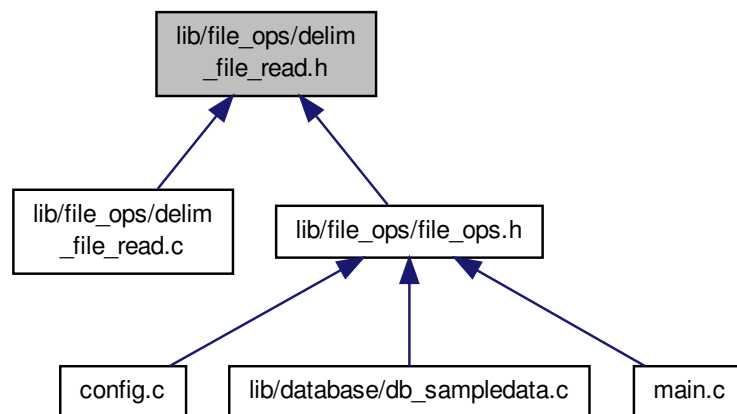 lib/file_ops/delim
_file_read.h
lib/file_ops/delim
_file_read.c
lib/file_ops/file_ops.h
config.c
lib/database/db_sampledata.c
main.c